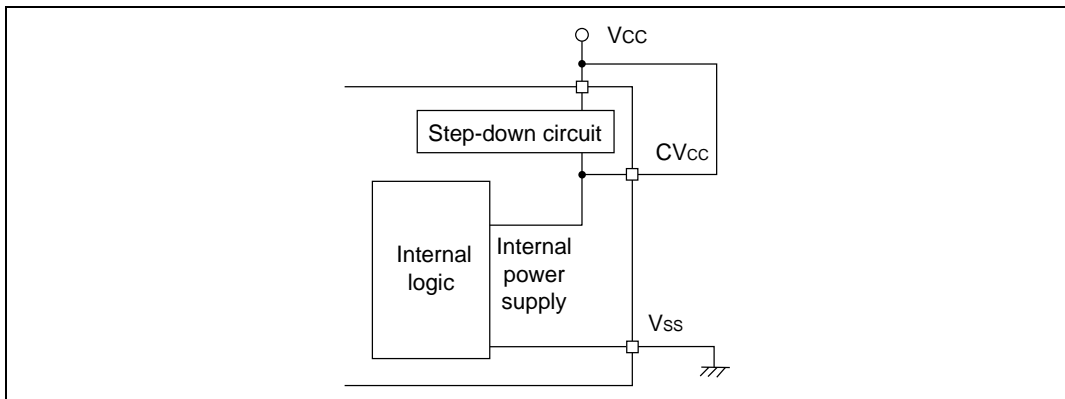 Vcc
Step-down circuit
CVcc
Internal
logic
Internal
power
supply
Vss